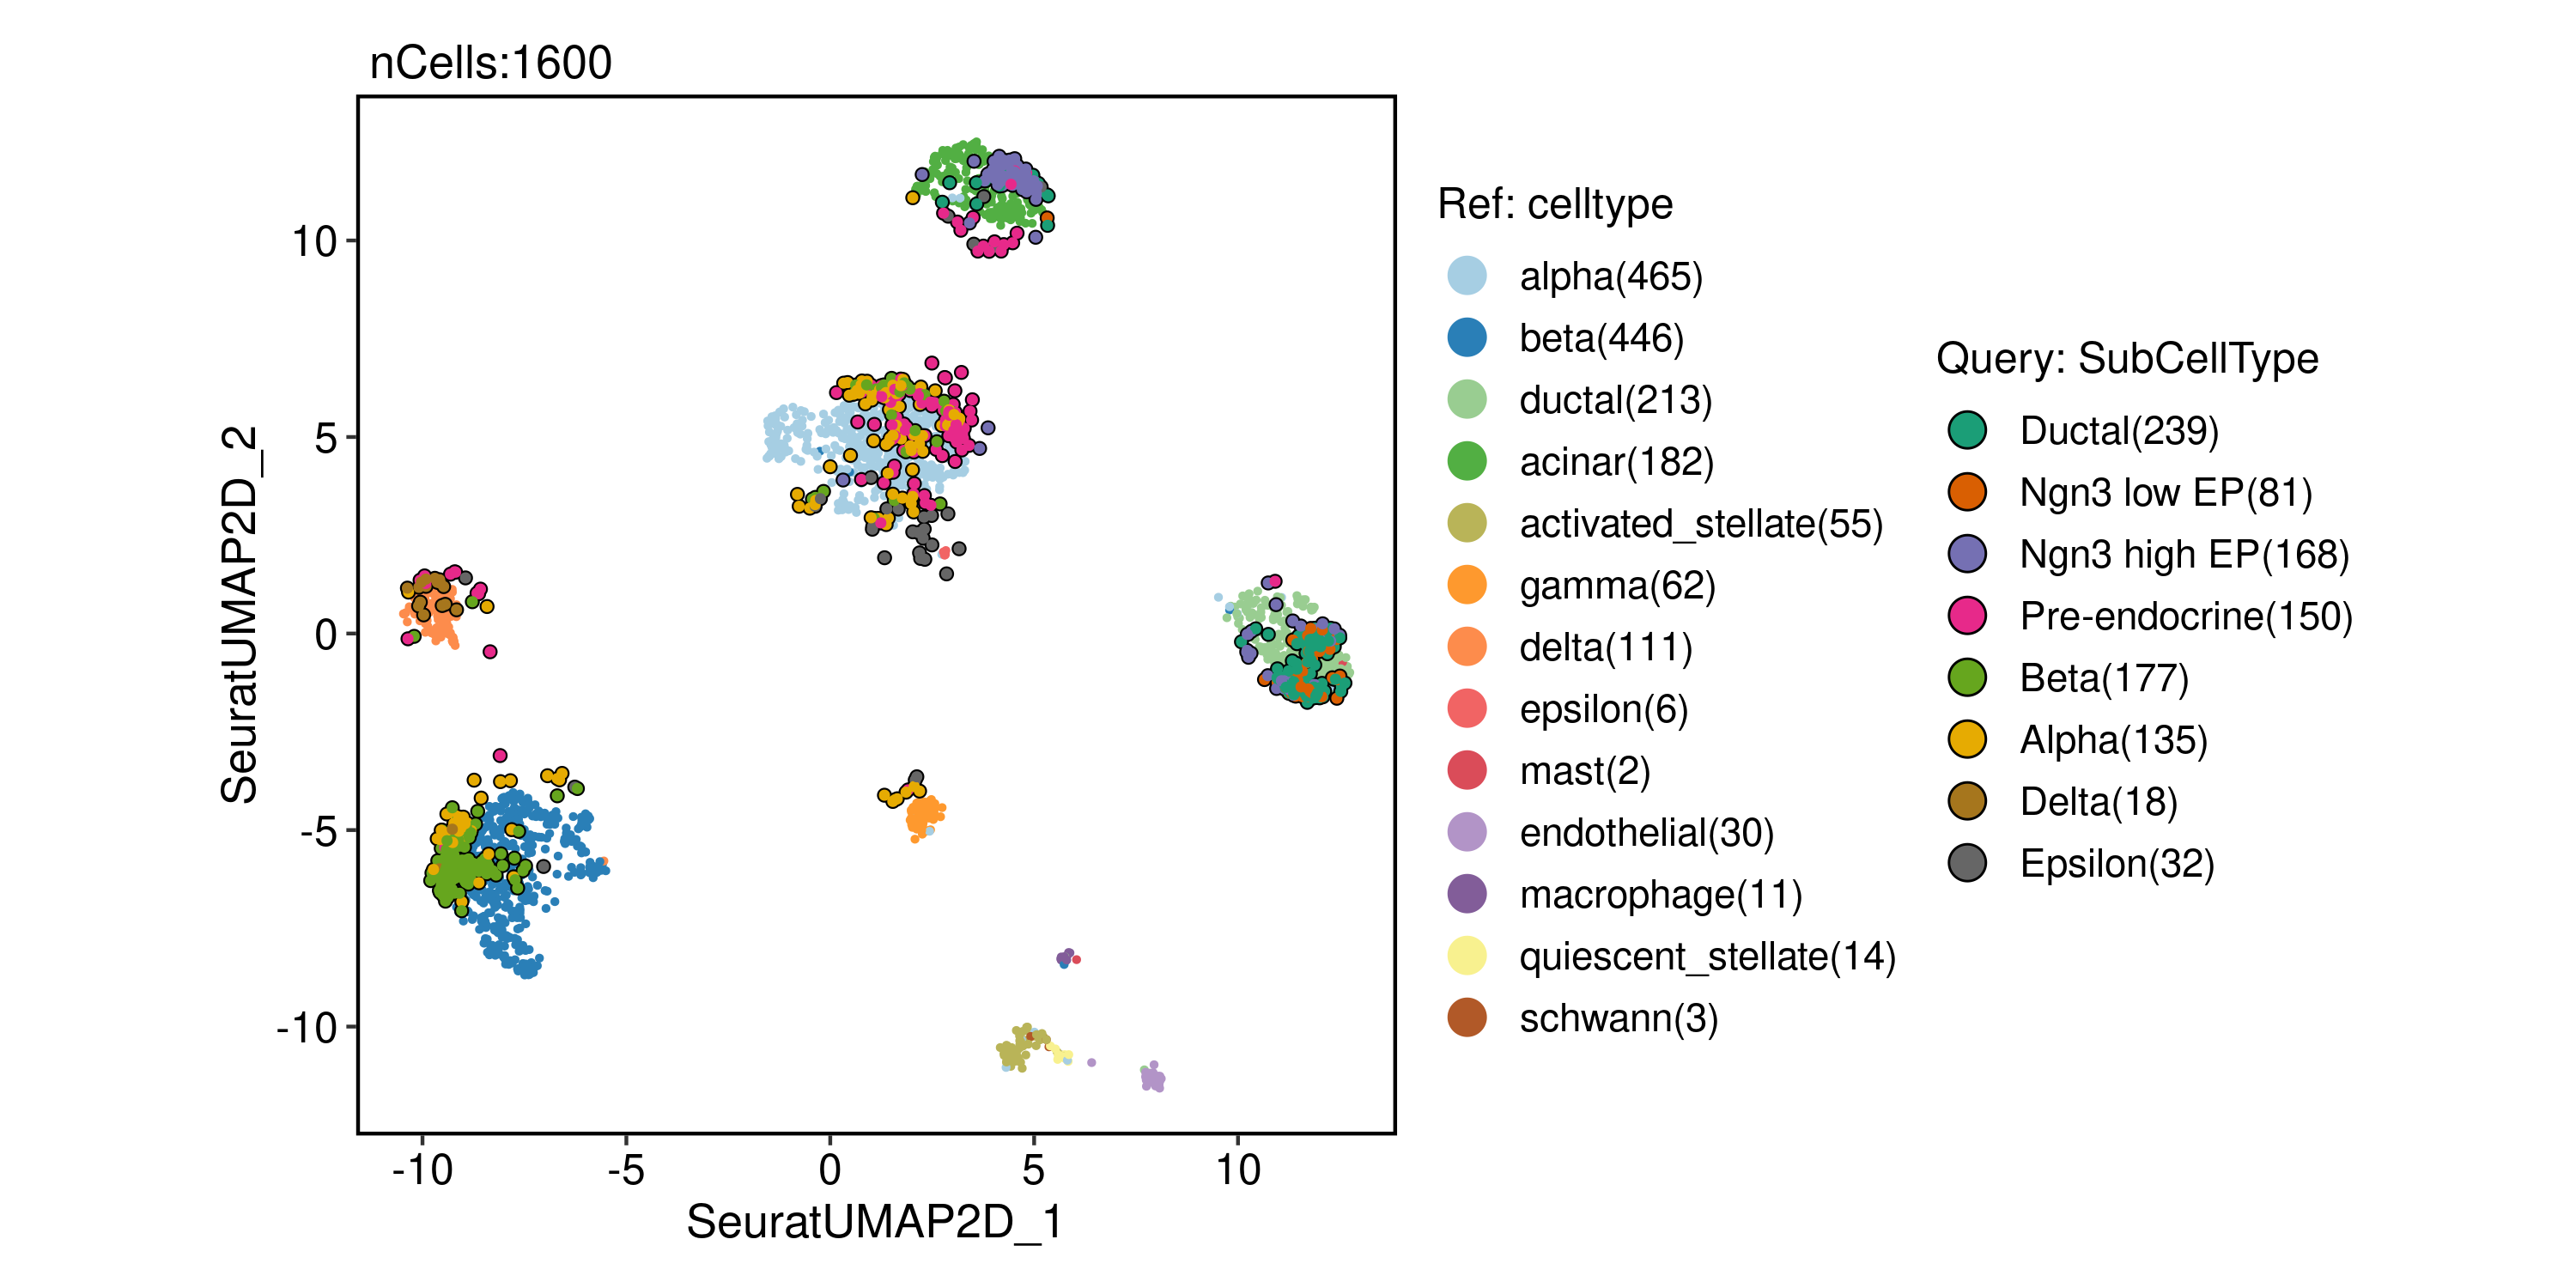 nCells:1600
SeuratUMAP2D_2
10
5
0
-5
-10
-10
-5
0
5
10
SeuratUMAP2D_1
Ref: celltype
alpha(465)
beta(446)
ductal(213)
acinar(182)
activated_stellate(55)
gamma(62)
delta(111)
epsilon(6)
mast(2)
endothelial(30)
macrophage(11)
quiescent_stellate(14)
schwann(3)
Query: SubCellType
Ductal(239)
Ngn3 low EP(81)
Ngn3 high EP(168)
Pre-endocrine(150)
Beta(177)
Alpha(135)
Delta(18)
Epsilon(32)